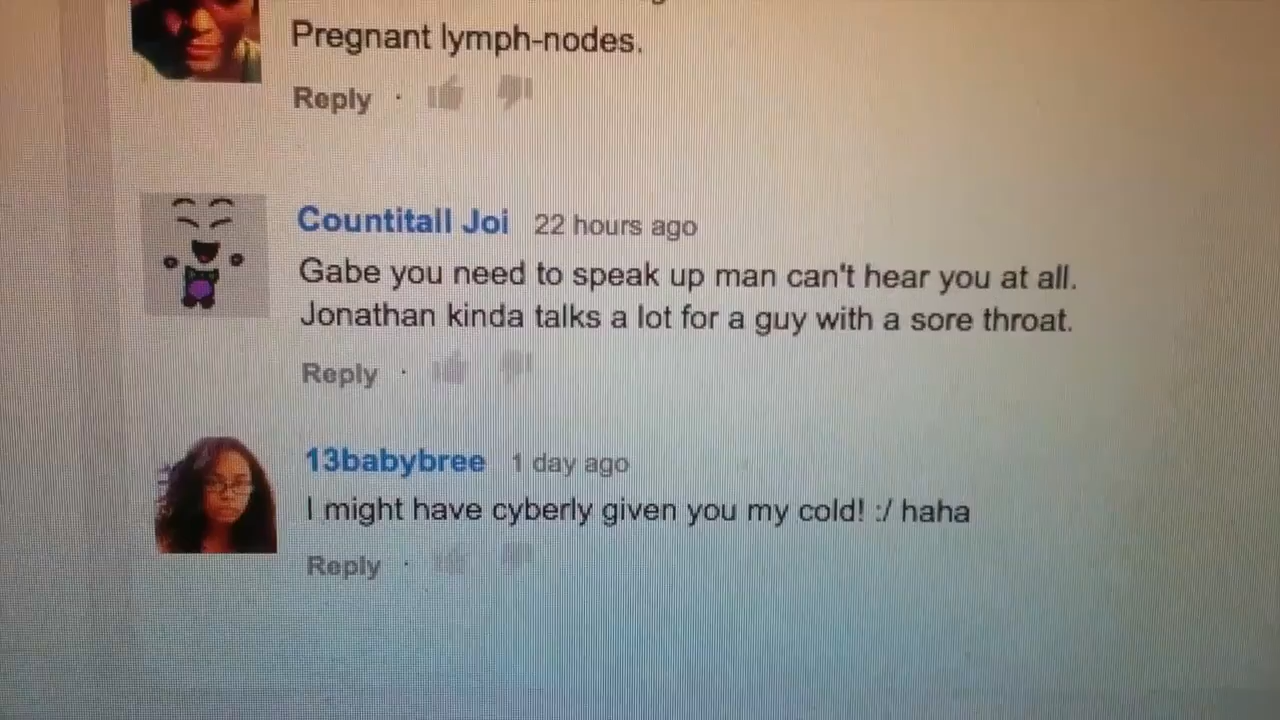 Pregnant lymph-nodes.
Reply ·
Countitall Joi 22 hours ago
Gabe you need to speak up man can't hear you at all.
Jonathan kinda talks a lot for a guy with a sore throat.
Reply ·
13babybree 1 day ago
I might have cyberly given you my cold! :/ haha
Reply ·